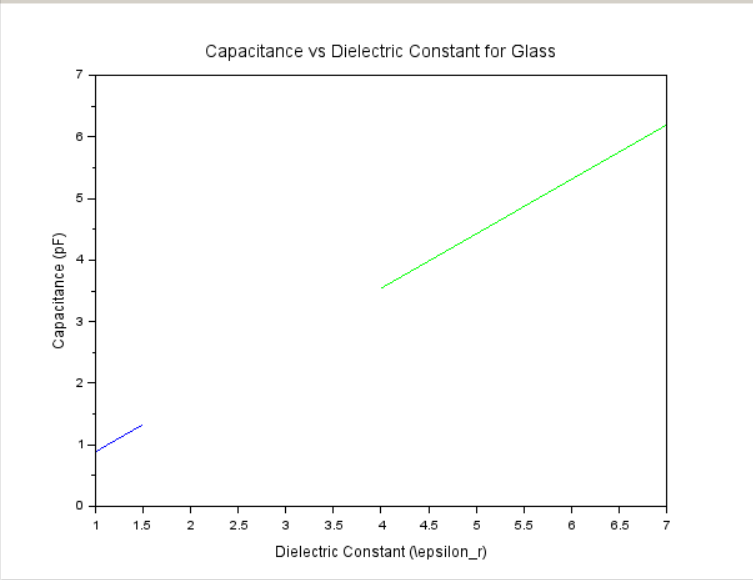 Capacitance vs Dielectric Constant for Glass
7
6
5
4
3
2
1
0
Capacitance (pF)
1 1.5 2 2.5 3 3.5 4 4.5 5 5.5 6 6.5 7
Dielectric Constant (\epsilon_r)